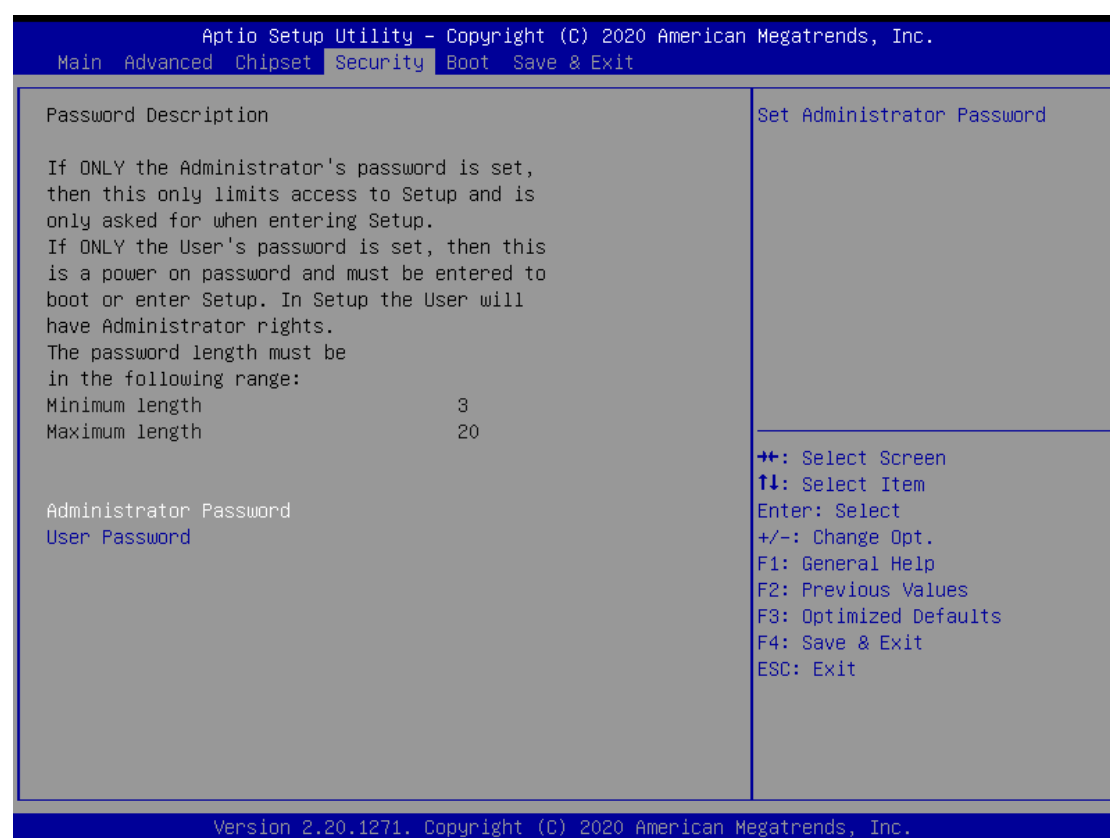 Aptio Setup Utility – Copyright (C) 2020 American Megatrends, Inc.
Main Advanced Chipset Security Boot Save & Exit
Password Description
If ONLY the Administrator's password is set,
then this only limits access to Setup and is
only asked for when entering Setup.
If ONLY the User's password is set, then this
is a power on password and must be entered to
boot or enter Setup. In Setup the User will
have Administrator rights.
The password length must be
in the following range:
Minimum length 3
Maximum length 20
Administrator Password
User Password
Set Administrator Password
→←: Select Screen
↑↓: Select Item
Enter: Select
+/-: Change Opt.
F1: General Help
F2: Previous Values
F3: Optimized Defaults
F4: Save & Exit
ESC: Exit
Version 2.20.1271. Copyright (C) 2020 American Megatrends, Inc.